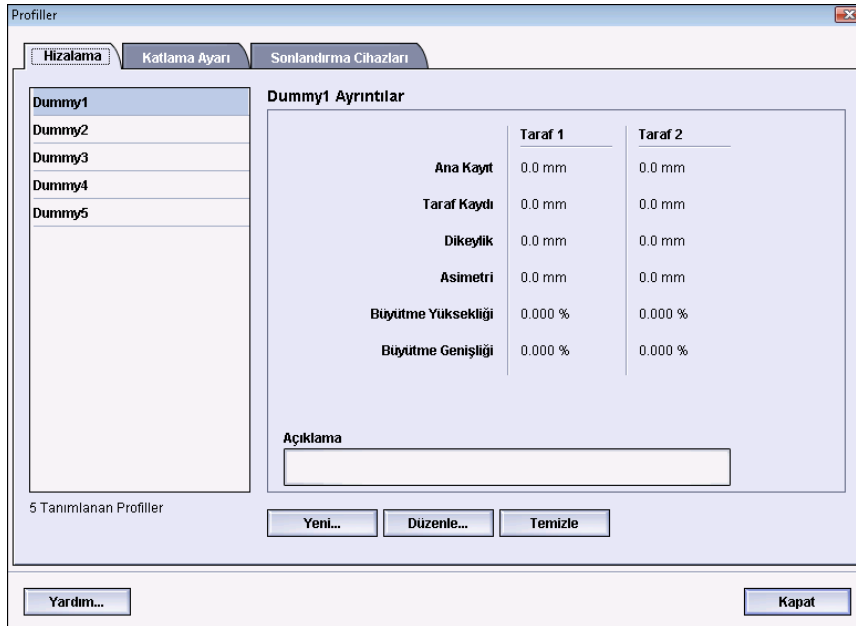 Profiller
Hizalama Katlama Ayarı Sonlandırma Cihazları
Dummy1
Dummy2
Dummy3
Dummy4
Dummy5
5 Tanımlanan Profiller
Dummy1 Ayrıntılar
Taraf 1 Taraf 2
Ana Kayıt 0.0 mm 0.0 mm
Taraf Kaydı 0.0 mm 0.0 mm
Dikeylik 0.0 mm 0.0 mm
Asimetri 0.0 mm 0.0 mm
Büyütme Yüksekliği 0.000 % 0.000 %
Büyütme Genişliği 0.000 % 0.000 %
Açıklama
Yeni... Düzenle... Temizle
Yardım... Kapat